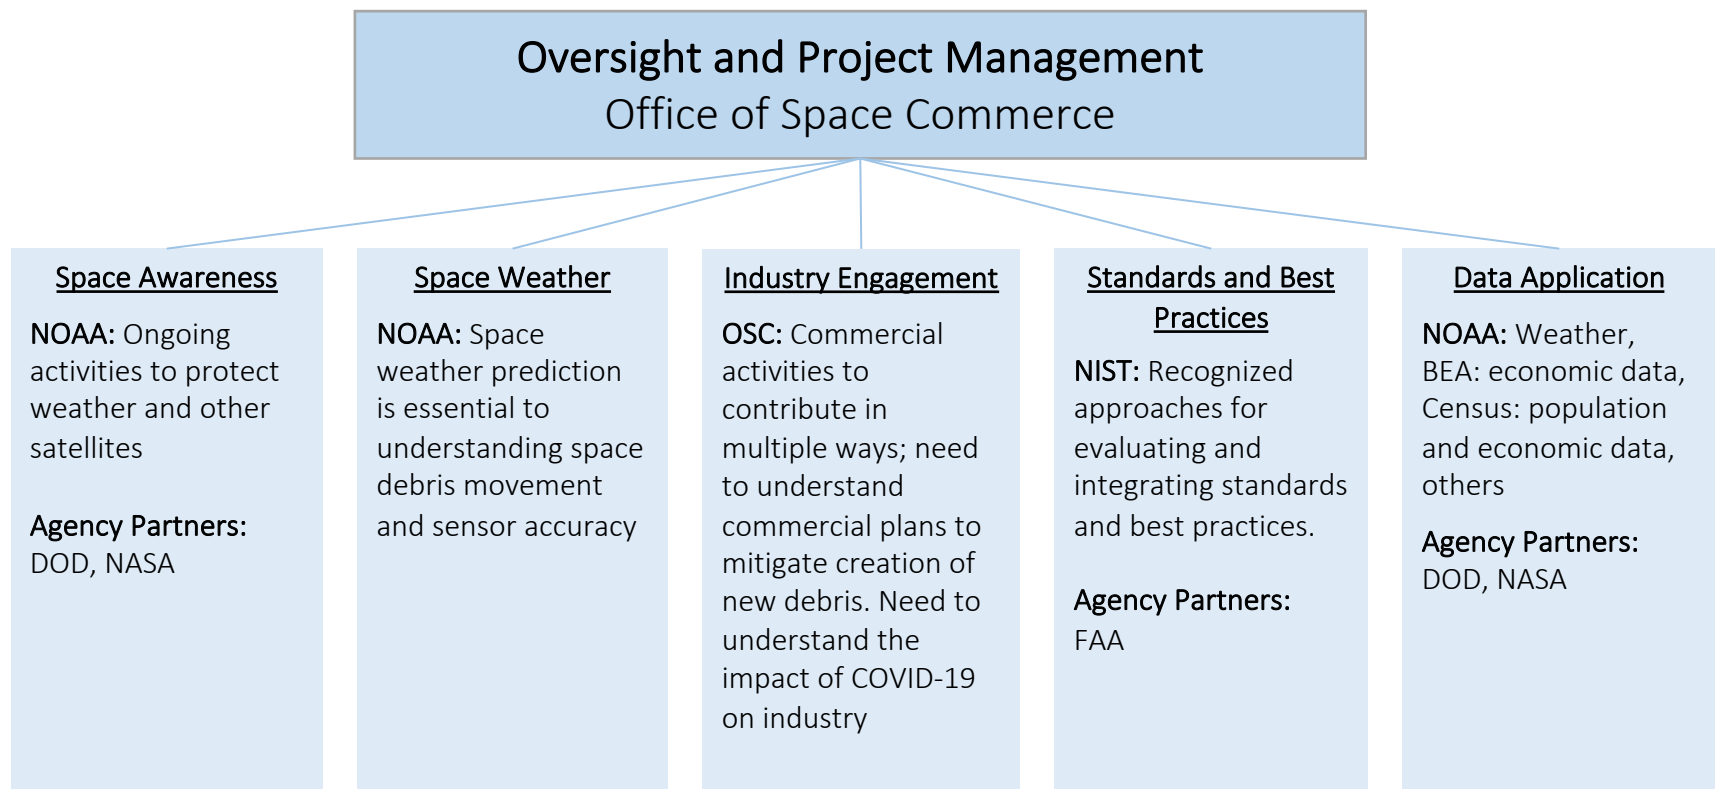 Oversight and Project Management
Office of Space Commerce
Space Awareness
NOAA: Ongoing
activities to protect
weather and other
satellites
Agency Partners:
DOD, NASA
Space Weather
NOAA: Space
weather prediction
is essential to
understanding space
debris movement
and sensor accuracy
Industry Engagement
OSC: Commercial
activities to
contribute in
multiple ways; need
to understand
commercial plans to
mitigate creation of
new debris. Need to
understand the
impact of COVID-19
on industry
Standards and Best
Practices
NIST: Recognized
approaches for
evaluating and
integrating standards
and best practices.
Agency Partners:
FAA
Data Application
NOAA: Weather,
BEA: economic data,
Census: population
and economic data,
others
Agency Partners:
DOD, NASA